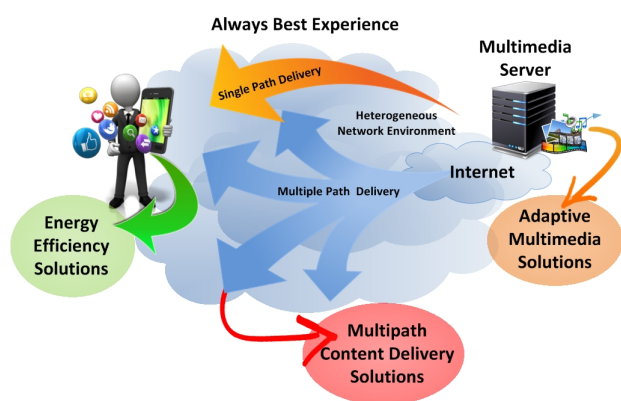 Always Best Experience
Multimedia
Server
Single Path Delivery
Heterogeneous
Network Environment
Internet
Multiple Path Delivery
Energy
Efficiency
Solutions
Adaptive
Multimedia
Solutions
Multipath
Content Delivery
Solutions